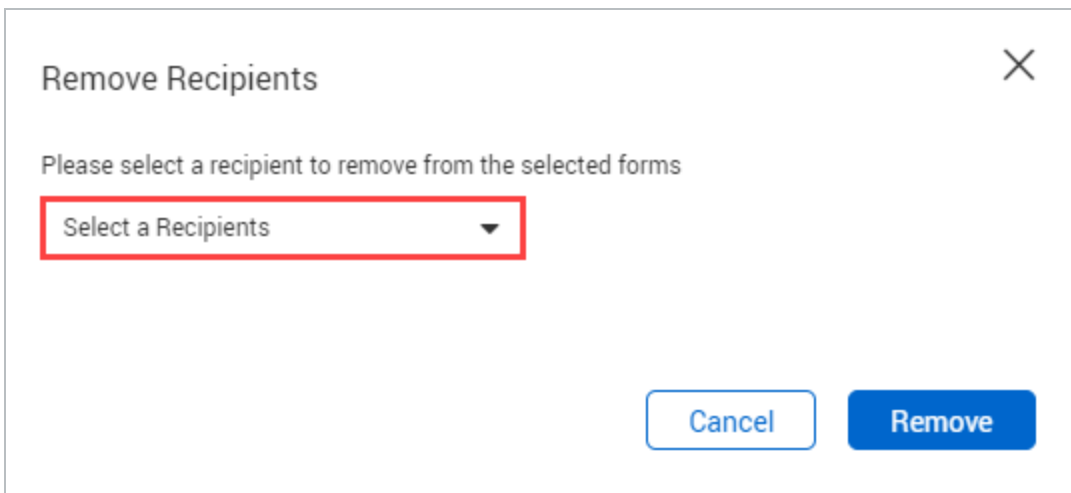 Remove Recipients
Please select a recipient to remove from the selected forms
Select a Recipients
Cancel
Remove